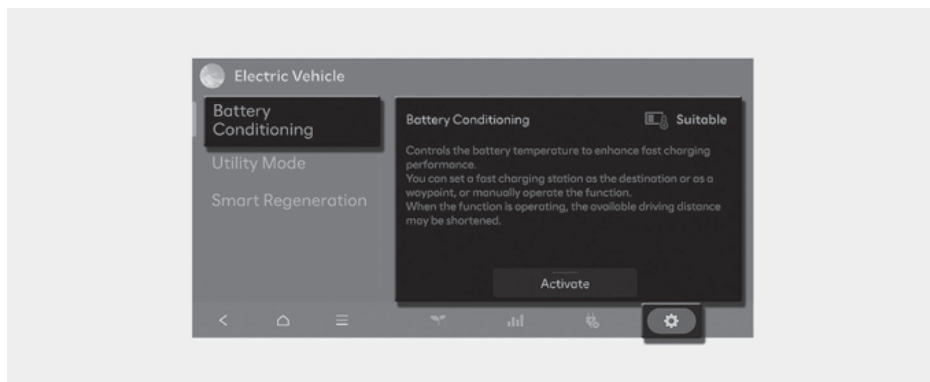 Electric Vehicle
Battery
Conditioning
Utility Mode
Smart Regeneration
Battery Conditioning
Suitable
Controls the battery temperature to enhance fast charging
performance.
You can set a fast charging station as the destination or as a
waypoint, or manually operate the function.
When the function is operating, the available driving distance
may be shortened.
Activate